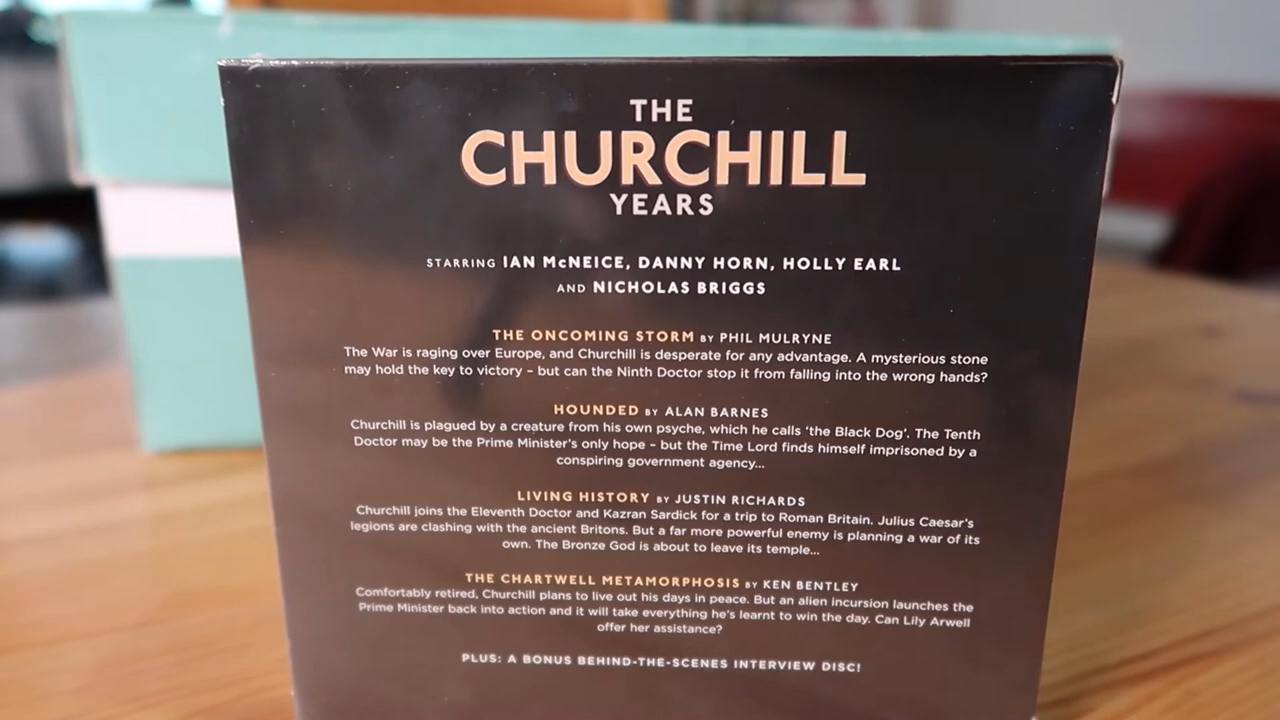 THE
CHURCHILL
YEARS
STARRING IAN McNEICE, DANNY HORN, HOLLY EARL
AND NICHOLAS BRIGGS
THE ONCOMING STORM BY PHIL MULRYNE
The War is raging over Europe, and Churchill is desperate for any advantage. A mysterious stone
may hold the key to victory – but can the Ninth Doctor stop it from falling into the wrong hands?
HOUNDED BY ALAN BARNES
Churchill is plagued by a creature from his own psyche, which he calls ‘the Black Dog’. The Tenth
Doctor may be the Prime Minister’s only hope – but the Time Lord finds himself imprisoned by a
conspiring government agency...
LIVING HISTORY BY JUSTIN RICHARDS
Churchill joins the Eleventh Doctor and Kazran Sardick for a trip to Roman Britain. Julius Caesar’s
legions are clashing with the ancient Britons. But a far more powerful enemy is planning a war of its
own. The Bronze God is about to leave its temple...
THE CHARTWELL METAMORPHOSIS BY KEN BENTLEY
Comfortably retired, Churchill plans to live out his days in peace. But an alien incursion launches the
Prime Minister back into action and it will take everything he’s learnt to win the day. Can Lily Arwell
offer her assistance?
PLUS: A BONUS BEHIND-THE-SCENES INTERVIEW DISC!